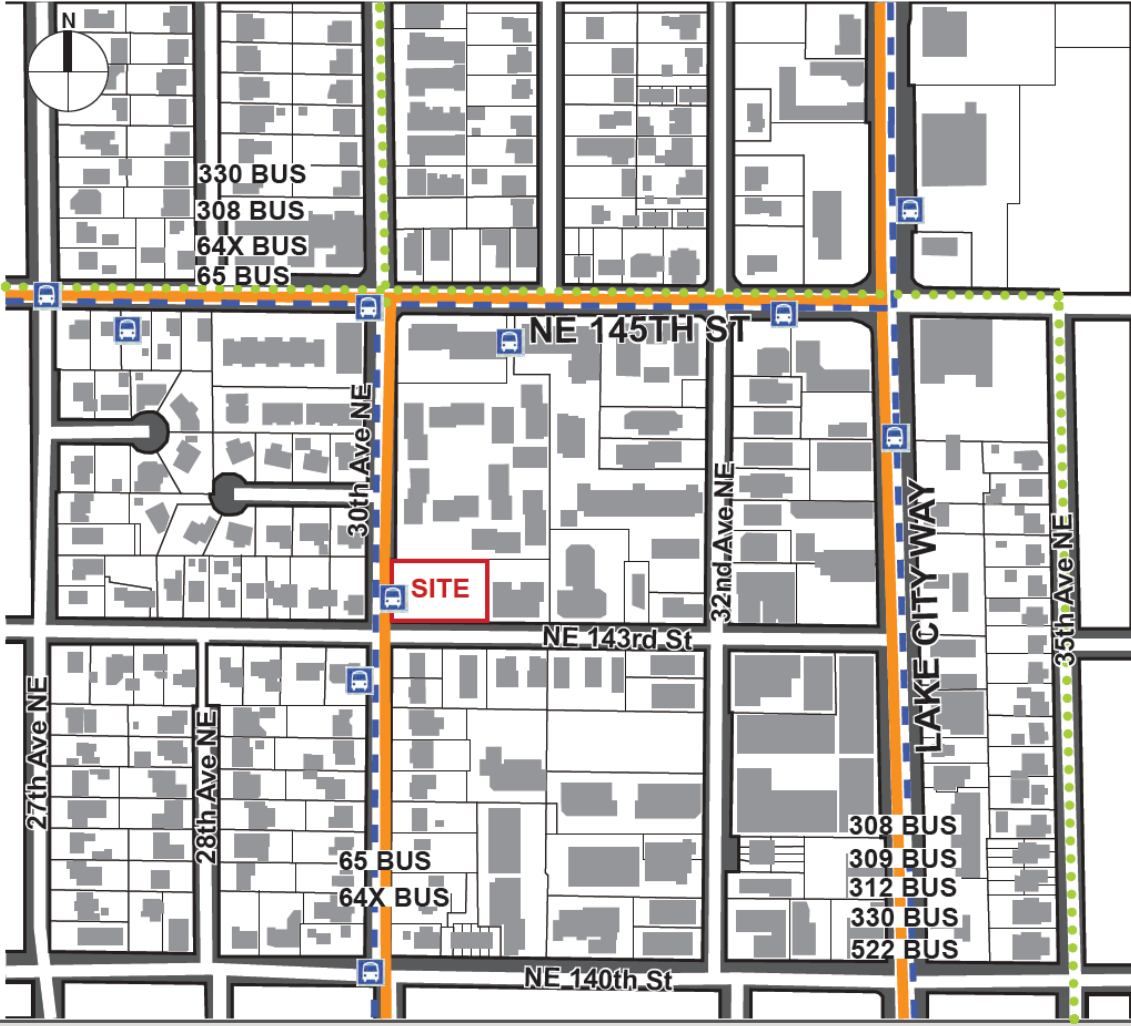 N
330 BUS
308 BUS
64X BUS
65 BUS
NE 145TH ST
30th Ave NE
32nd Ave NE
LAKE CITY WAY
35th Ave NE
SITE
NE 143rd St
27th Ave NE
28th Ave NE
65 BUS
64X BUS
308 BUS
309 BUS
312 BUS
330 BUS
522 BUS
NE 140th St